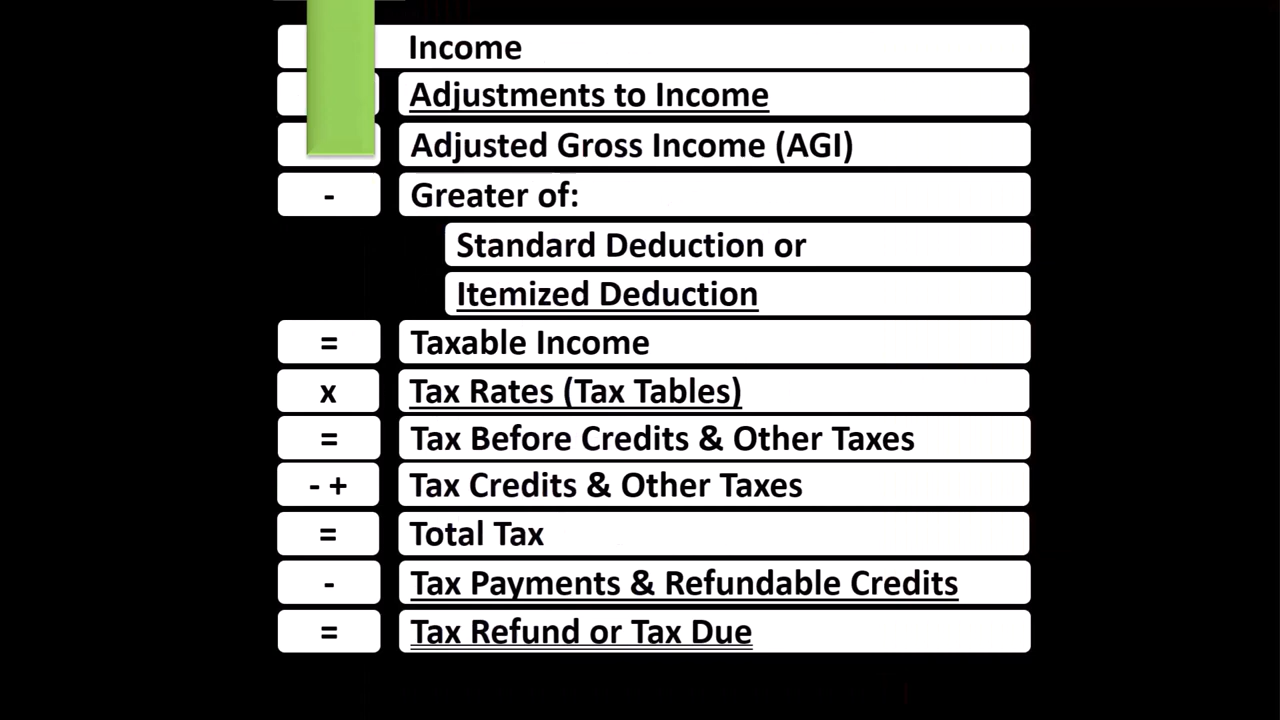 Income
Adjustments to Income
Adjusted Gross Income (AGI)
- Greater of:
Standard Deduction or
Itemized Deduction
= Taxable Income
x Tax Rates (Tax Tables)
= Tax Before Credits & Other Taxes
- + Tax Credits & Other Taxes
= Total Tax
- Tax Payments & Refundable Credits
= Tax Refund or Tax Due